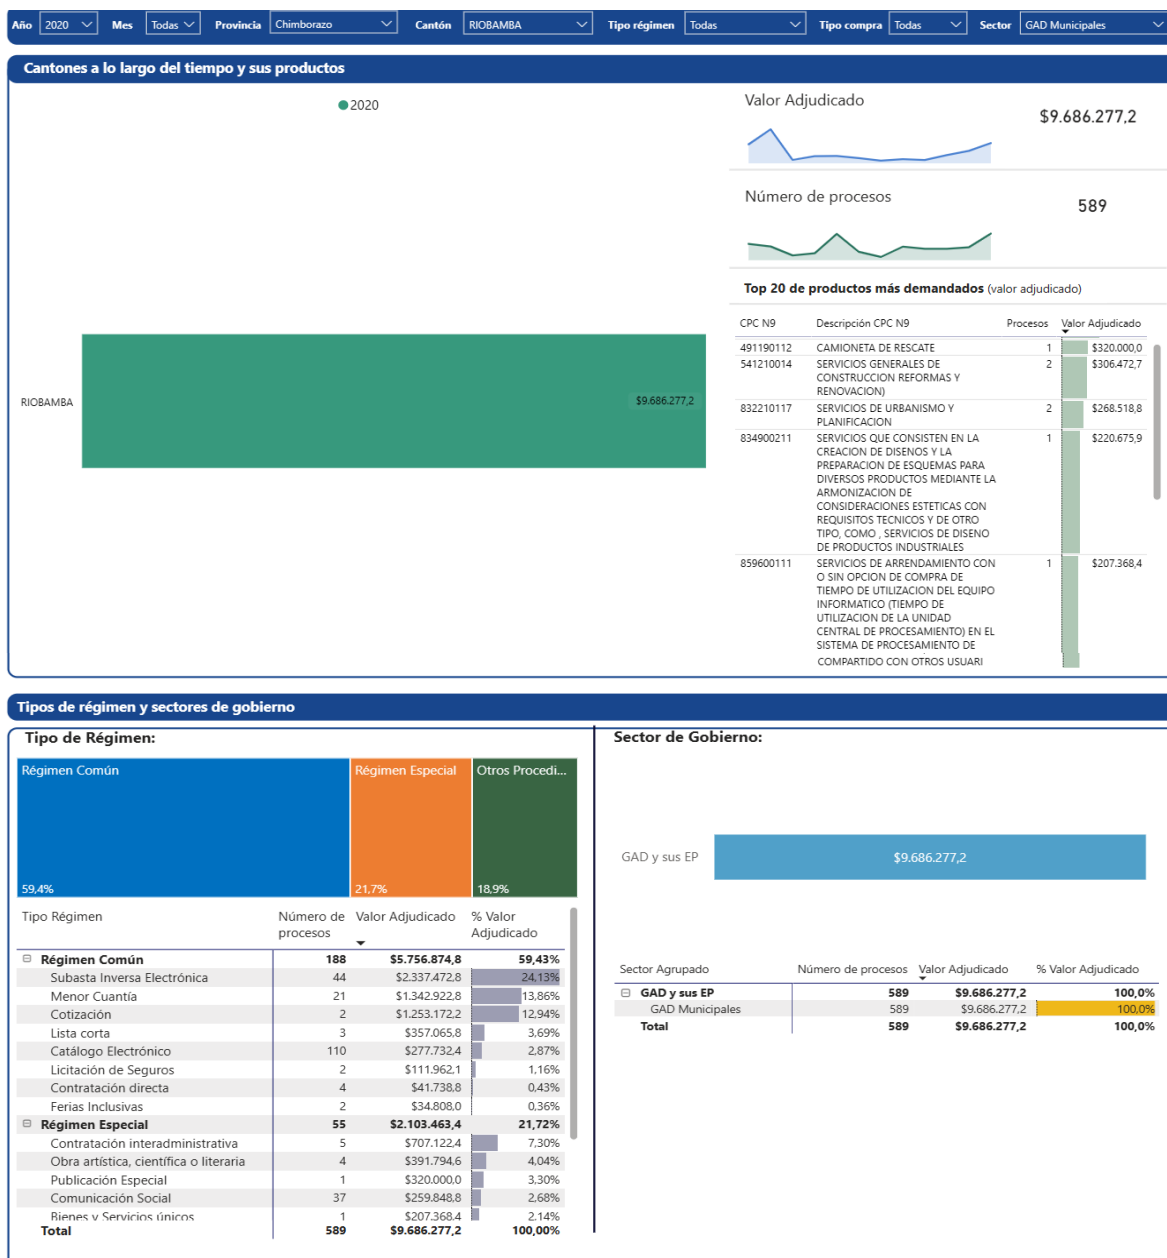 Año 2020 Mes Todas Provincia Chimborazo Cantón RIOBAMBA Tipo régimen Todas Tipo compra Todas Sector GAD Municipales
Cantones a lo largo del tiempo y sus productos
2020
RIOBAMBA
$9.686.277,2
Valor Adjudicado
$9.686.277,2
Número de procesos
589
Top 20 de productos más demandados (valor adjudicado)
CPC N9 Descripción CPC N9 Procesos Valor Adjudicado
491190112 CAMIONETA DE RESCATE 1 $320.000,0
541210014 SERVICIOS GENERALES DE 2 $306.472,7
CONSTRUCCION REFORMAS Y
RENOVACION)
832210117 SERVICIOS DE URBANISMO Y 2 $268.518,8
PLANIFICACION
834900211 SERVICIOS QUE CONSISTEN EN LA 1 $220.675,9
CREACION DE DISENOS Y LA
PREPARACION DE ESQUEMAS PARA
DIVERSOS PRODUCTOS MEDIANTE LA
ARMONIZACION DE
CONSIDERACIONES ESTETICAS CON
REQUISITOS TECNICOS Y DE OTRO
TIPO, COMO , SERVICIOS DE DISENO
DE PRODUCTOS INDUSTRIALES
859600111 SERVICIOS DE ARRENDAMIENTO CON 1 $207.368,4
O SIN OPCION DE COMPRA DE
TIEMPO DE UTILIZACION DEL EQUIPO
INFORMATICO (TIEMPO DE
UTILIZACION DE LA UNIDAD
CENTRAL DE PROCESAMIENTO) EN EL
SISTEMA DE PROCESAMIENTO DE
COMPARTIDO CON OTROS USUARI
Tipos de régimen y sectores de gobierno
Tipo de Régimen:
Régimen Común Régimen Especial Otros Procedi...
59,4% 21,7% 18,9%
Tipo Régimen Número de procesos Valor Adjudicado % Valor Adjudicado
Régimen Común 188 $5.756.874,8 59,43%
Subasta Inversa Electrónica 44 $2.337.472,8 24,13%
Menor Cuantía 21 $1.342.922,8 13,86%
Cotización 2 $1.253.172,2 12,94%
Lista corta 3 $357.065,8 3,69%
Catálogo Electrónico 110 $277.732,4 2,87%
Licitación de Seguros 2 $111.962,1 1,16%
Contratación directa 4 $41.738,8 0,43%
Ferias Inclusivas 2 $34.808,0 0,36%
Régimen Especial 55 $2.103.463,4 21,72%
Contratación interadministrativa 5 $707.122,4 7,30%
Obra artística, científica o literaria 4 $391.794,6 4,04%
Publicación Especial 1 $320.000,0 3,30%
Comunicación Social 37 $259.848,8 2,68%
Bienes y Servicios únicos 1 $207.368,4 2,14%
Total 589 $9.686.277,2 100,00%
Sector de Gobierno:
GAD y sus EP
$9.686.277,2
Sector Agrupado Número de procesos Valor Adjudicado % Valor Adjudicado
GAD y sus EP 589 $9.686.277,2 100,0%
GAD Municipales 589 $9.686.277,2 100,0%
Total 589 $9.686.277,2 100,0%